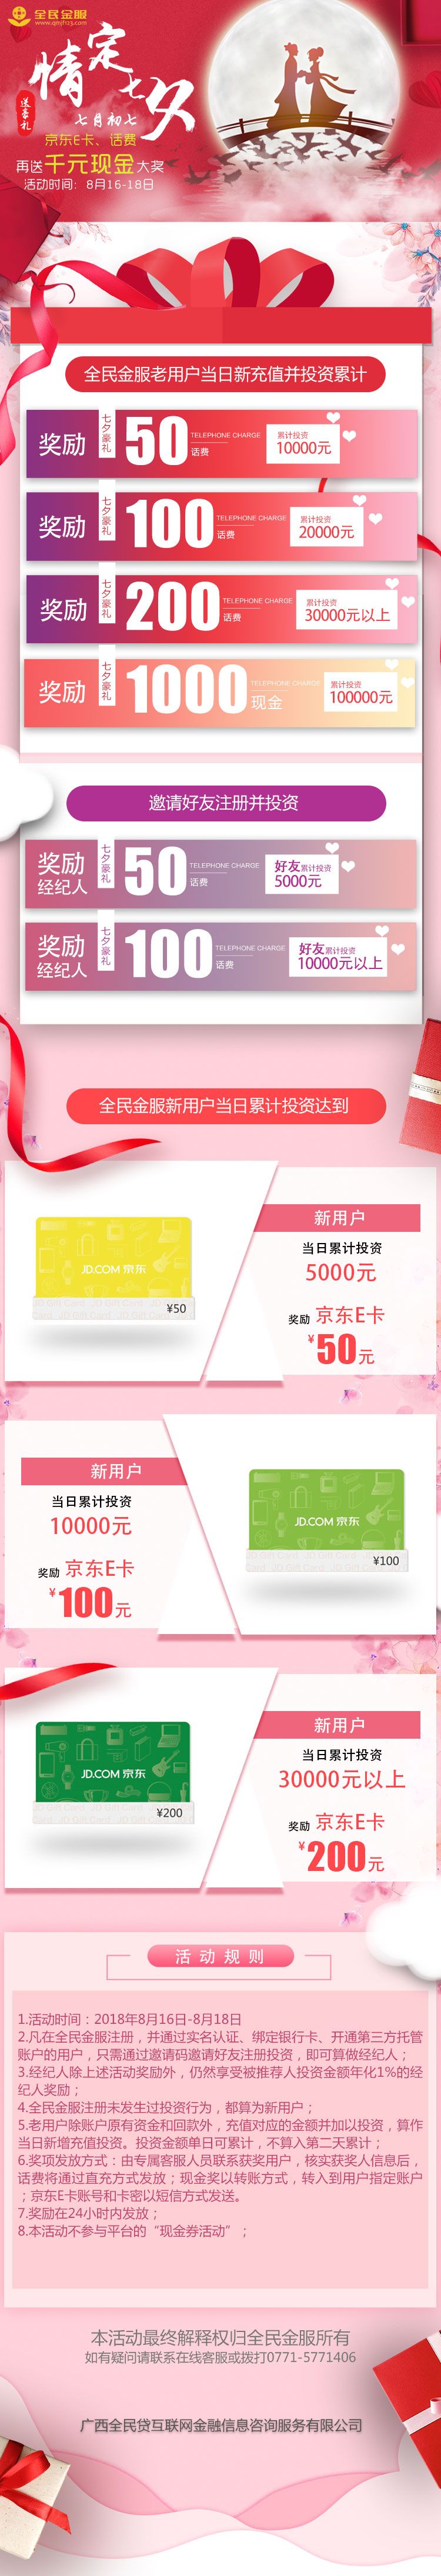 全民金服
www.qmjfn23.com
情定七夕
送豪礼
七月初七
京东E卡、话费
再送千元现金大奖
活动时间：8月16-18日
全民金服老用户当日新充值并投资累计
奖励 七夕豪礼 50 TELEPHONE CHARGE 话费 累计投资 10000元
奖励 七夕豪礼 100 TELEPHONE CHARGE 话费 累计投资 20000元
奖励 七夕豪礼 200 TELEPHONE CHARGE 话费 累计投资 30000元以上
奖励 七夕豪礼 1000 TELEPHONE CHARGE 现金 累计投资 100000元
邀请好友注册并投资
奖励经纪人 七夕豪礼 50 TELEPHONE CHARGE 话费 好友累计投资 5000元
奖励经纪人 七夕豪礼 100 TELEPHONE CHARGE 话费 好友累计投资 10000元以上
全民金服新用户当日累计投资达到
JD.COM 京东
¥50
新用户
当日累计投资
5000元
奖励 京东E卡
¥50元
新用户
当日累计投资
10000元
奖励 京东E卡
¥100元
JD.COM 京东
¥100
JD.COM 京东
¥200
新用户
当日累计投资
30000元以上
奖励 京东E卡
¥200元
活动规则
1.活动时间：2018年8月16日-8月18日
2.凡在全民金服注册，并通过实名认证、绑定银行卡、开通第三方托管
账户的用户，只需通过邀请码邀请好友注册投资，即可算做经纪人；
3.经纪人除上述活动奖励外，仍然享受被推荐人投资金额年化1%的经
纪人奖励；
4.全民金服注册未发生过投资行为，都算为新用户；
5.老用户除账户原有资金和回款外，充值对应的金额并加以投资，算作
当日新增充值投资。投资金额单日可累计，不算入第二天累计；
6.奖项发放方式：由专属客服人员联系获奖用户，核实获奖人信息后，
话费将通过直充方式发放；现金奖以转账方式，转入到用户指定账户
；京东E卡账号和卡密以短信方式发送。
7.奖励在24小时内发放；
8.本活动不参与平台的“现金券活动”；
本活动最终解释权归全民金服所有
如有疑问请联系在线客服或拨打0771-5771406
广西全民贷互联网金融信息咨询服务有限公司